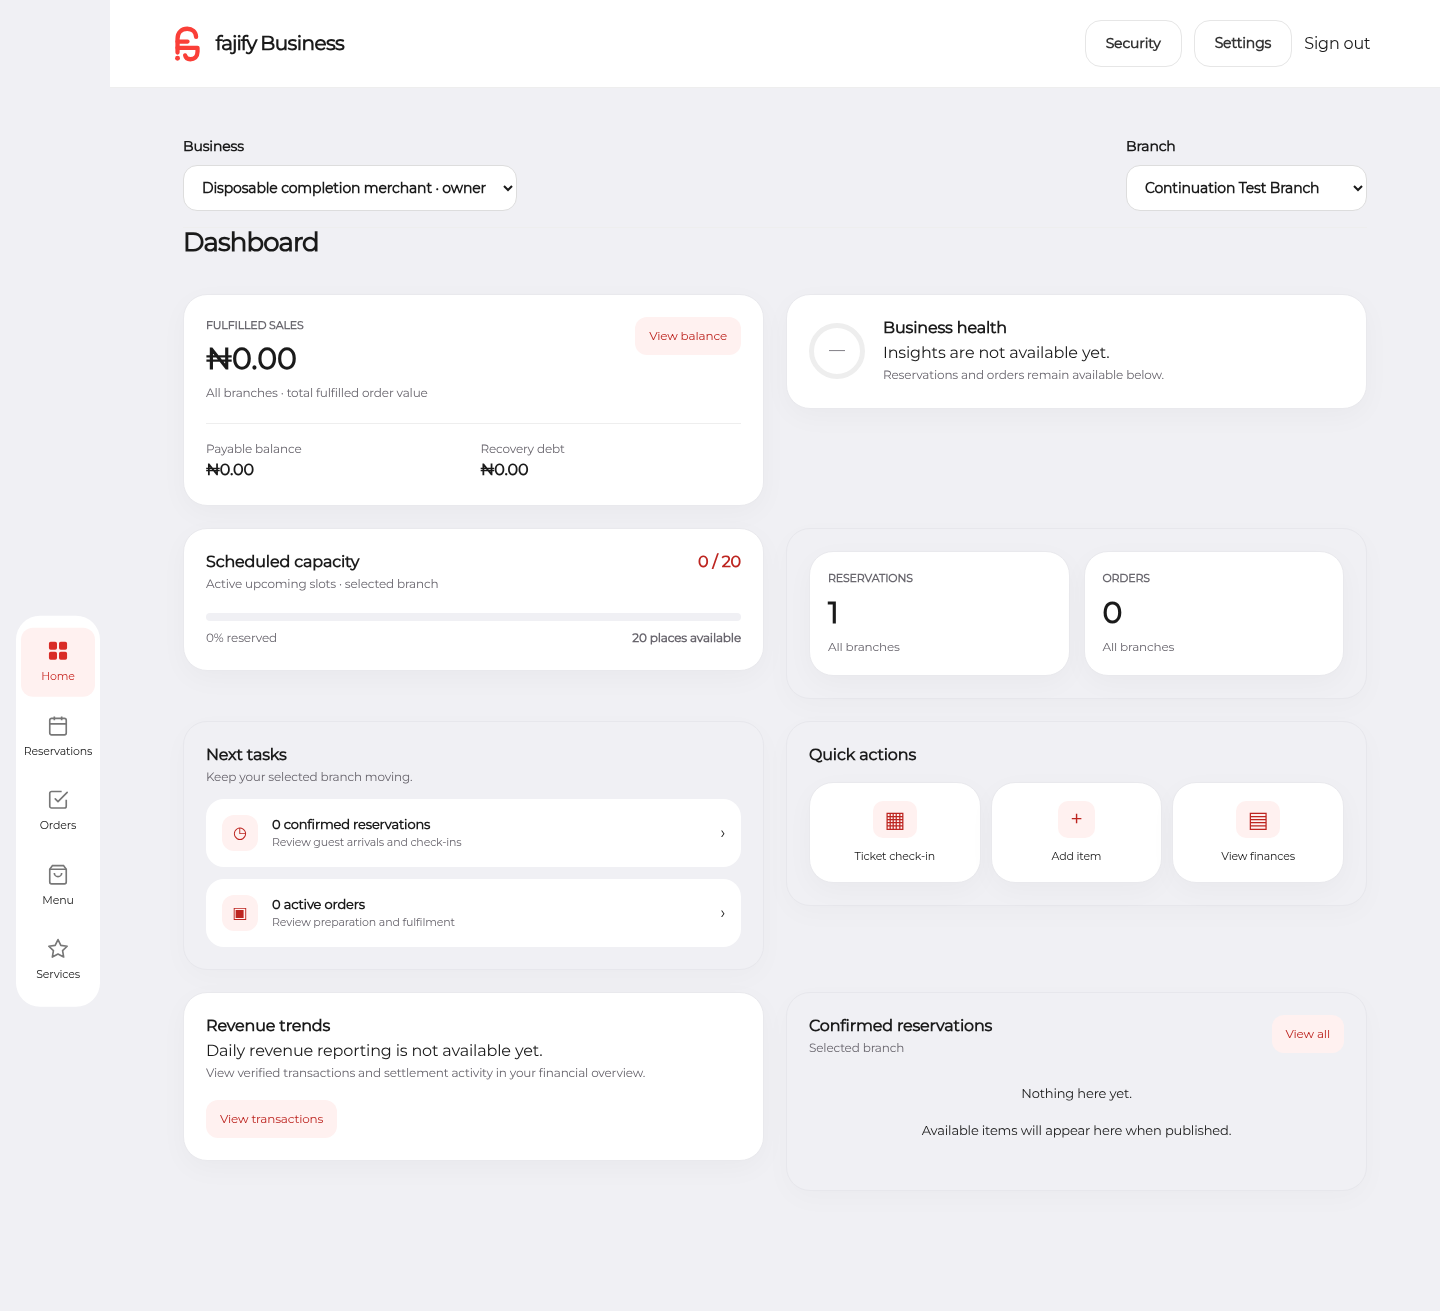 fajify Business
Security
Settings
Sign out
Business
Branch
Disposable completion merchant · owner
Continuation Test Branch
Dashboard
FULFILLED SALES
View balance
₦0.00
All branches · total fulfilled order value
Payable balance
Recovery debt
₦0.00
₦0.00
Business health
Insights are not available yet.
Reservations and orders remain available below.
Scheduled capacity
0 / 20
Active upcoming slots · selected branch
0% reserved
20 places available
RESERVATIONS
1
All branches
ORDERS
0
All branches
Home
Reservations
Orders
Menu
Services
Next tasks
Keep your selected branch moving.
0 confirmed reservations
Review guest arrivals and check-ins
0 active orders
Review preparation and fulfilment
Quick actions
Ticket check-in
Add item
View finances
Revenue trends
Daily revenue reporting is not available yet.
View verified transactions and settlement activity in your financial overview.
View transactions
Confirmed reservations
Selected branch
View all
Nothing here yet.
Available items will appear here when published.